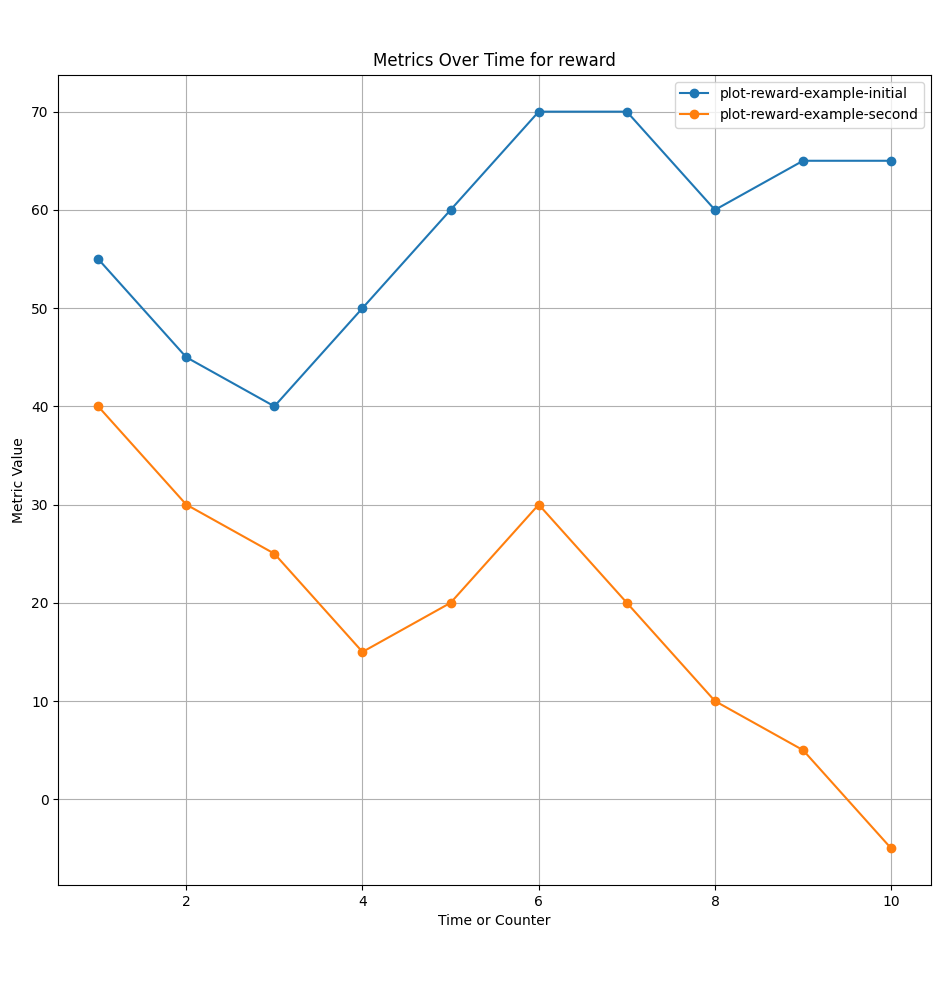 Metrics Over Time for reward
plot-reward-example-initial
plot-reward-example-second
70
60
50
40
30
20
10
0
Metric Value
2 4 6 8 10
Time or Counter